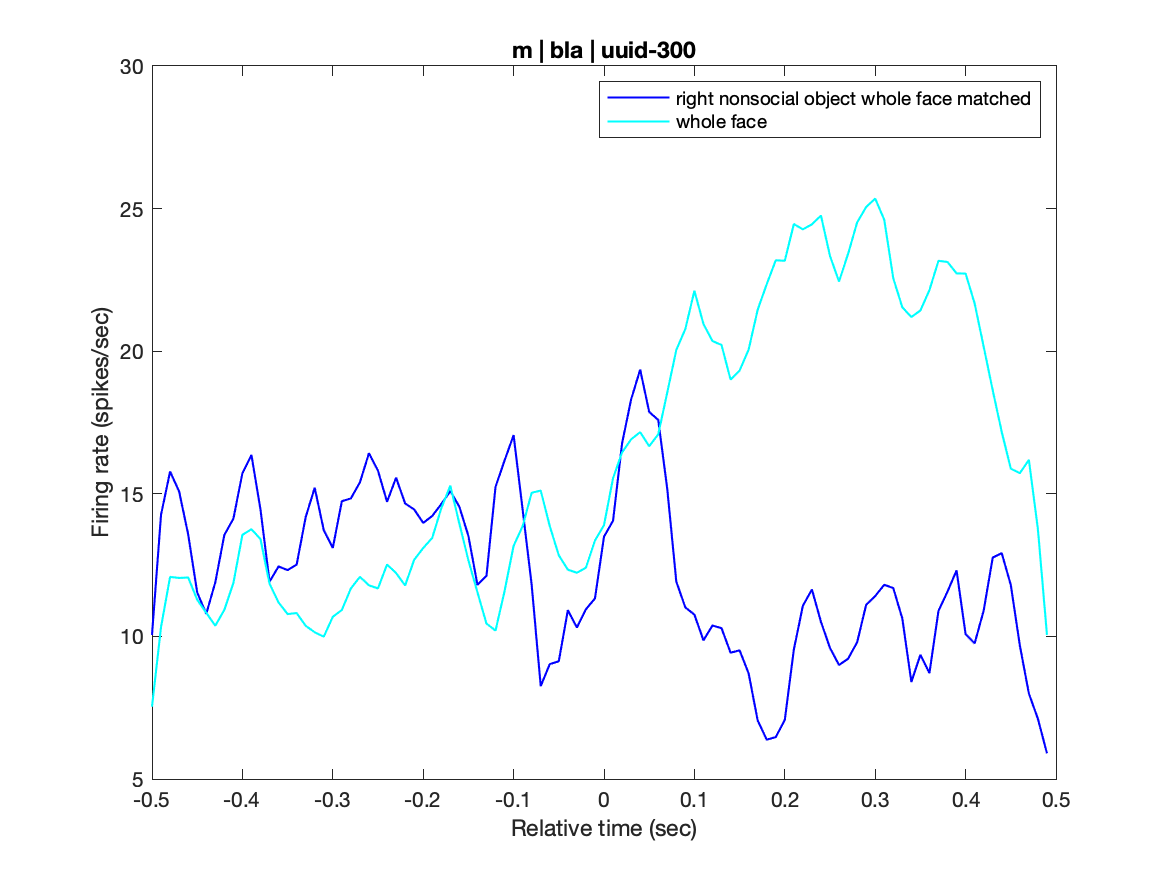 m | bla | uuid-300
30
right nonsocial object whole face matched
whole face
25
20
Firing rate (spikes/sec)
15
10
5
-0.5 -0.4 -0.3 -0.2 -0.1 0 0.1 0.2 0.3 0.4 0.5
Relative time (sec)